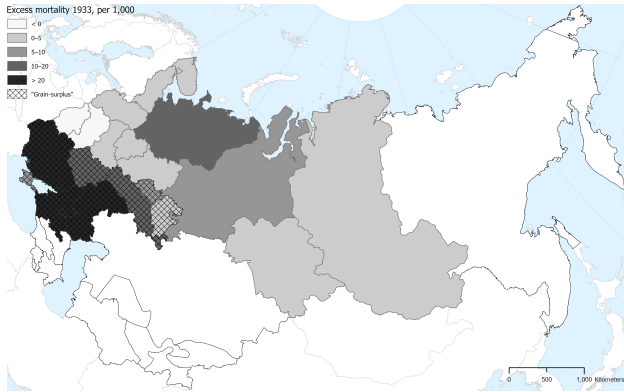 Excess mortality 1933, per 1,000
< 0
0–5
5–10
10–20
> 20
"Grain-surplus"
0 500 1,000 Kilometers